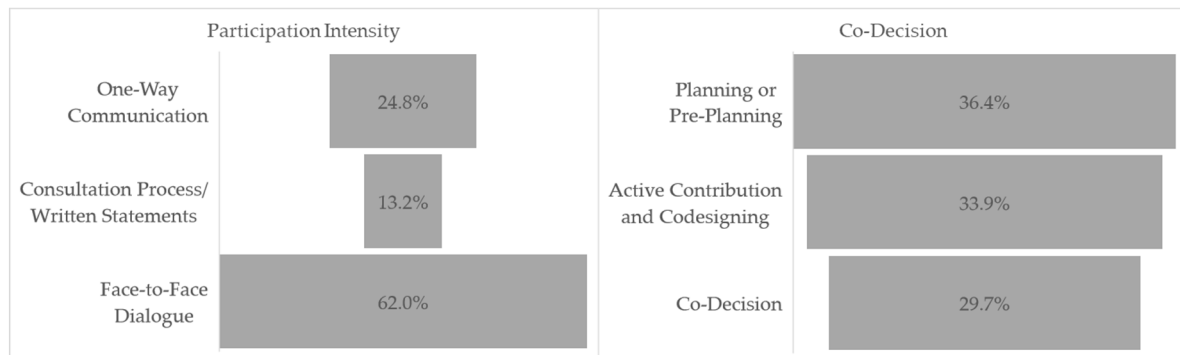 Participation Intensity
One-Way
Communication
24.8%
Consultation Process/
Written Statements
13.2%
Face-to-Face
Dialogue
62.0%
Co-Decision
Planning or
Pre-Planning
36.4%
Active Contribution
and Codesigning
33.9%
Co-Decision
29.7%